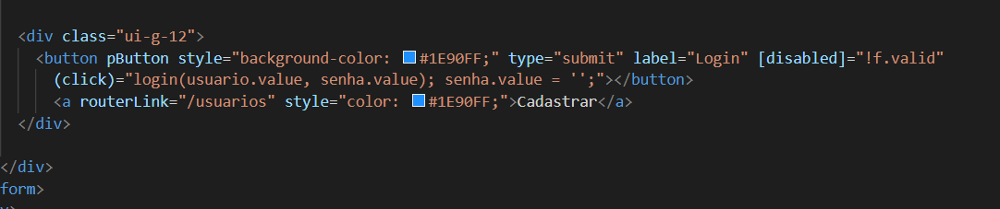 <div class="ui-g-12">
<button pButton style="background-color: #1E90FF;" type="submit" label="Login" [disabled]="!f.valid"
(click)="login(usuario.value, senha.value); senha.value = '';"></button>
<a routerLink="/usuarios" style="color: #1E90FF;">Cadastrar</a>
</div>
</div>
form>